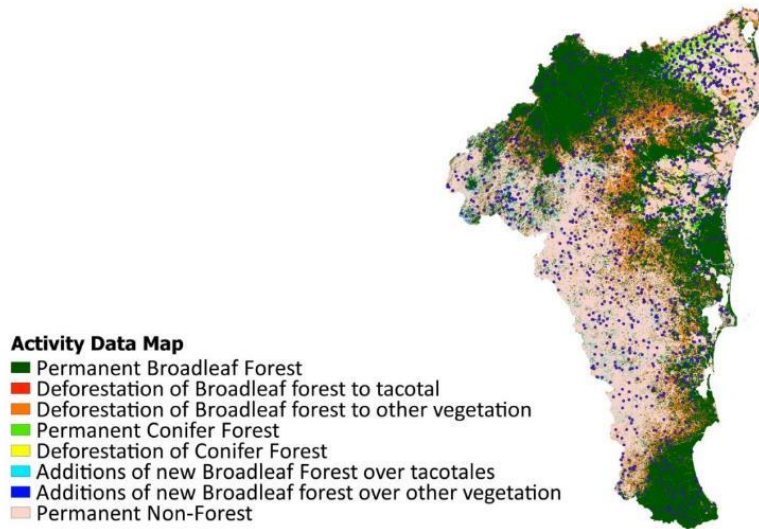 Activity Data Map
Permanent Broadleaf Forest
Deforestation of Broadleaf forest to tacotal
Deforestation of Broadleaf forest to other vegetation
Permanent Conifer Forest
Deforestation of Conifer Forest
Additions of new Broadleaf Forest over tacotales
Additions of new Broadleaf forest over other vegetation
Permanent Non-Forest